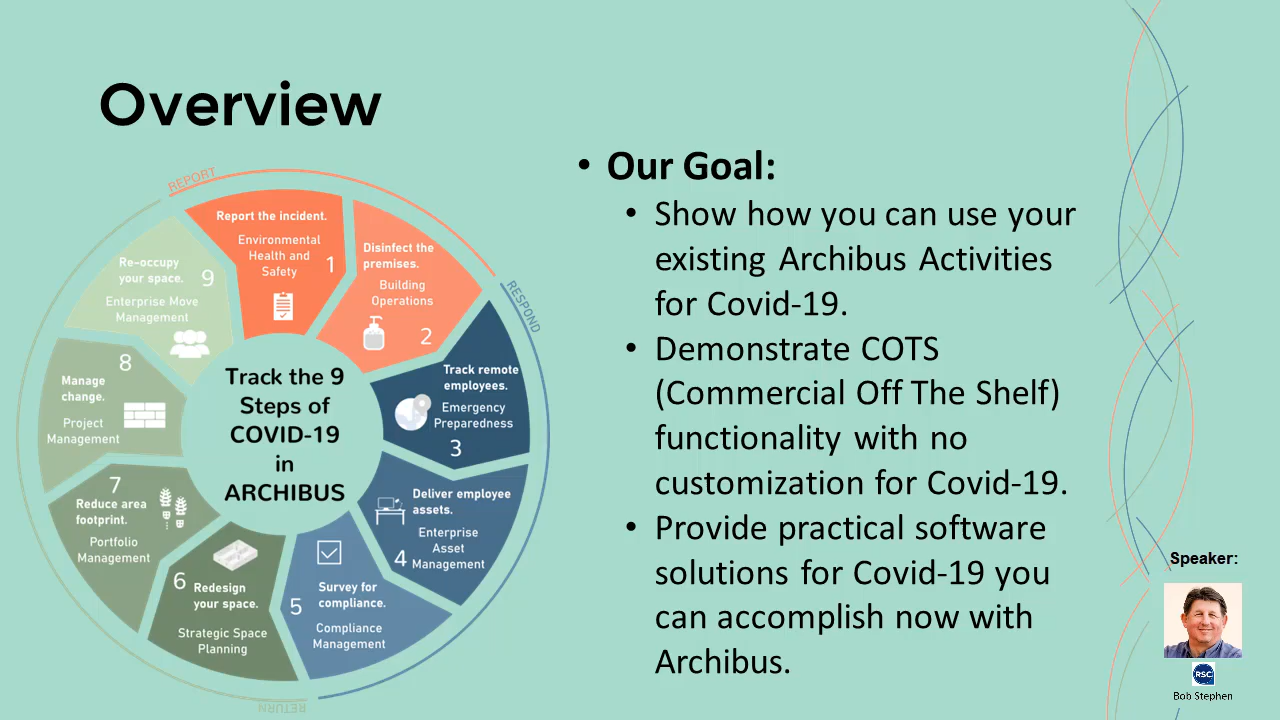 Overview
REPORT
Report the incident.
Environmental
Health and
Safety
1
Disinfect the
premises.
Building
Operations
2
RESPOND
Track remote
employees.
Emergency
Preparedness
3
Deliver employee
assets.
Enterprise
Asset
Management
4
Survey for
compliance.
5
Compliance
Management
6
Redesign
your space.
Strategic Space
Planning
RETURN
7
Reduce area
footprint.
Portfolio
Management
8
Manage
change.
Project
Management
Re-occupy
your space.
9
Enterprise Move
Management
Track the 9
Steps of
COVID-19
in
ARCHIBUS
• Our Goal:
• Show how you can use your
existing Archibus Activities
for Covid-19.
• Demonstrate COTS
(Commercial Off The Shelf)
functionality with no
customization for Covid-19.
• Provide practical software
solutions for Covid-19 you
can accomplish now with
Archibus.
Speaker:
RSC
Bob Stephen